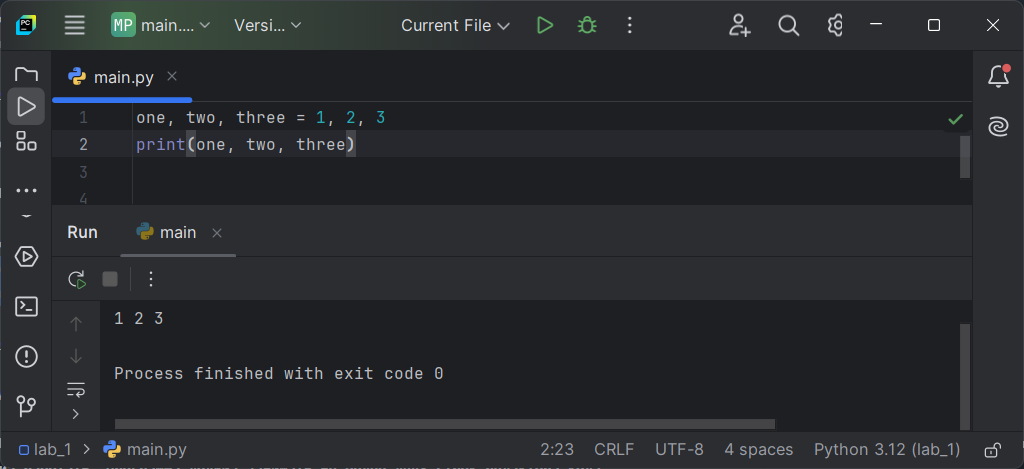 PC
MP main.... Versi... Current File
main.py
1 one, two, three = 1, 2, 3
2 print(one, two, three)
3
4
Run main
1 2 3
Process finished with exit code 0
lab_1 main.py 2:23 CRLF UTF-8 4 spaces Python 3.12 (lab_1)